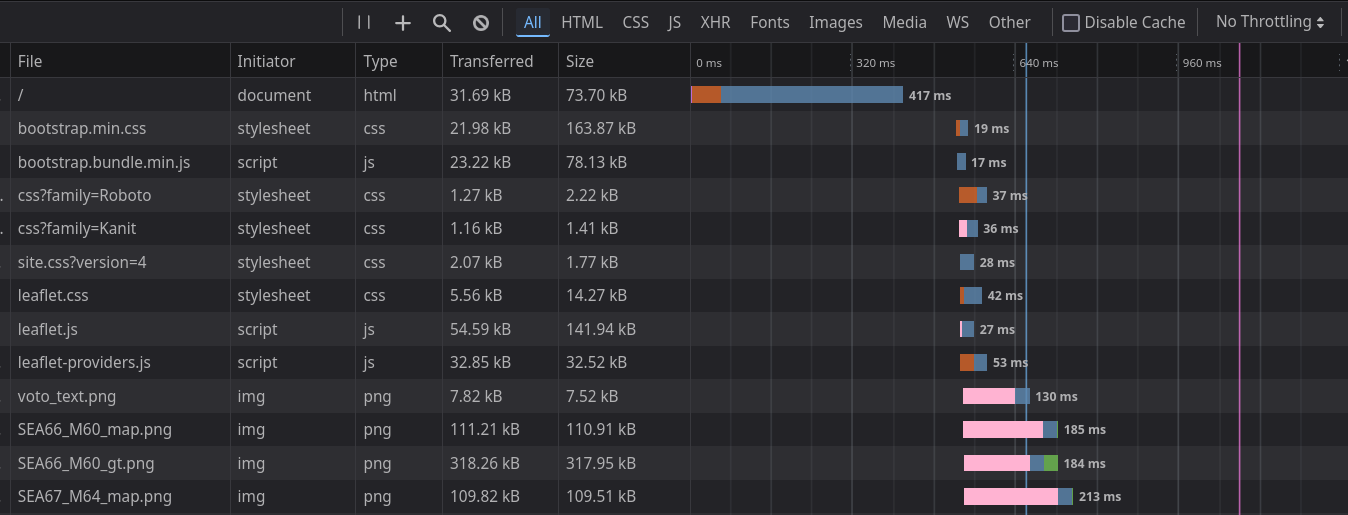 All HTML CSS JS XHR Fonts Images Media WS Other Disable Cache No Throttling
File Initiator Type Transferred Size 0 ms 320 ms 640 ms 960 ms
/ document html 31.69 kB 73.70 kB 417 ms
bootstrap.min.css stylesheet css 21.98 kB 163.87 kB 19 ms
bootstrap.bundle.min.js script js 23.22 kB 78.13 kB 17 ms
css?family=Roboto stylesheet css 1.27 kB 2.22 kB 37 ms
css?family=Kanit stylesheet css 1.16 kB 1.41 kB 36 ms
site.css?version=4 stylesheet css 2.07 kB 1.77 kB 28 ms
leaflet.css stylesheet css 5.56 kB 14.27 kB 42 ms
leaflet.js script js 54.59 kB 141.94 kB 27 ms
leaflet-providers.js script js 32.85 kB 32.52 kB 53 ms
voto_text.png img png 7.82 kB 7.52 kB 130 ms
SEA66_M60_map.png img png 111.21 kB 110.91 kB 185 ms
SEA66_M60_gt.png img png 318.26 kB 317.95 kB 184 ms
SEA67_M64_map.png img png 109.82 kB 109.51 kB 213 ms